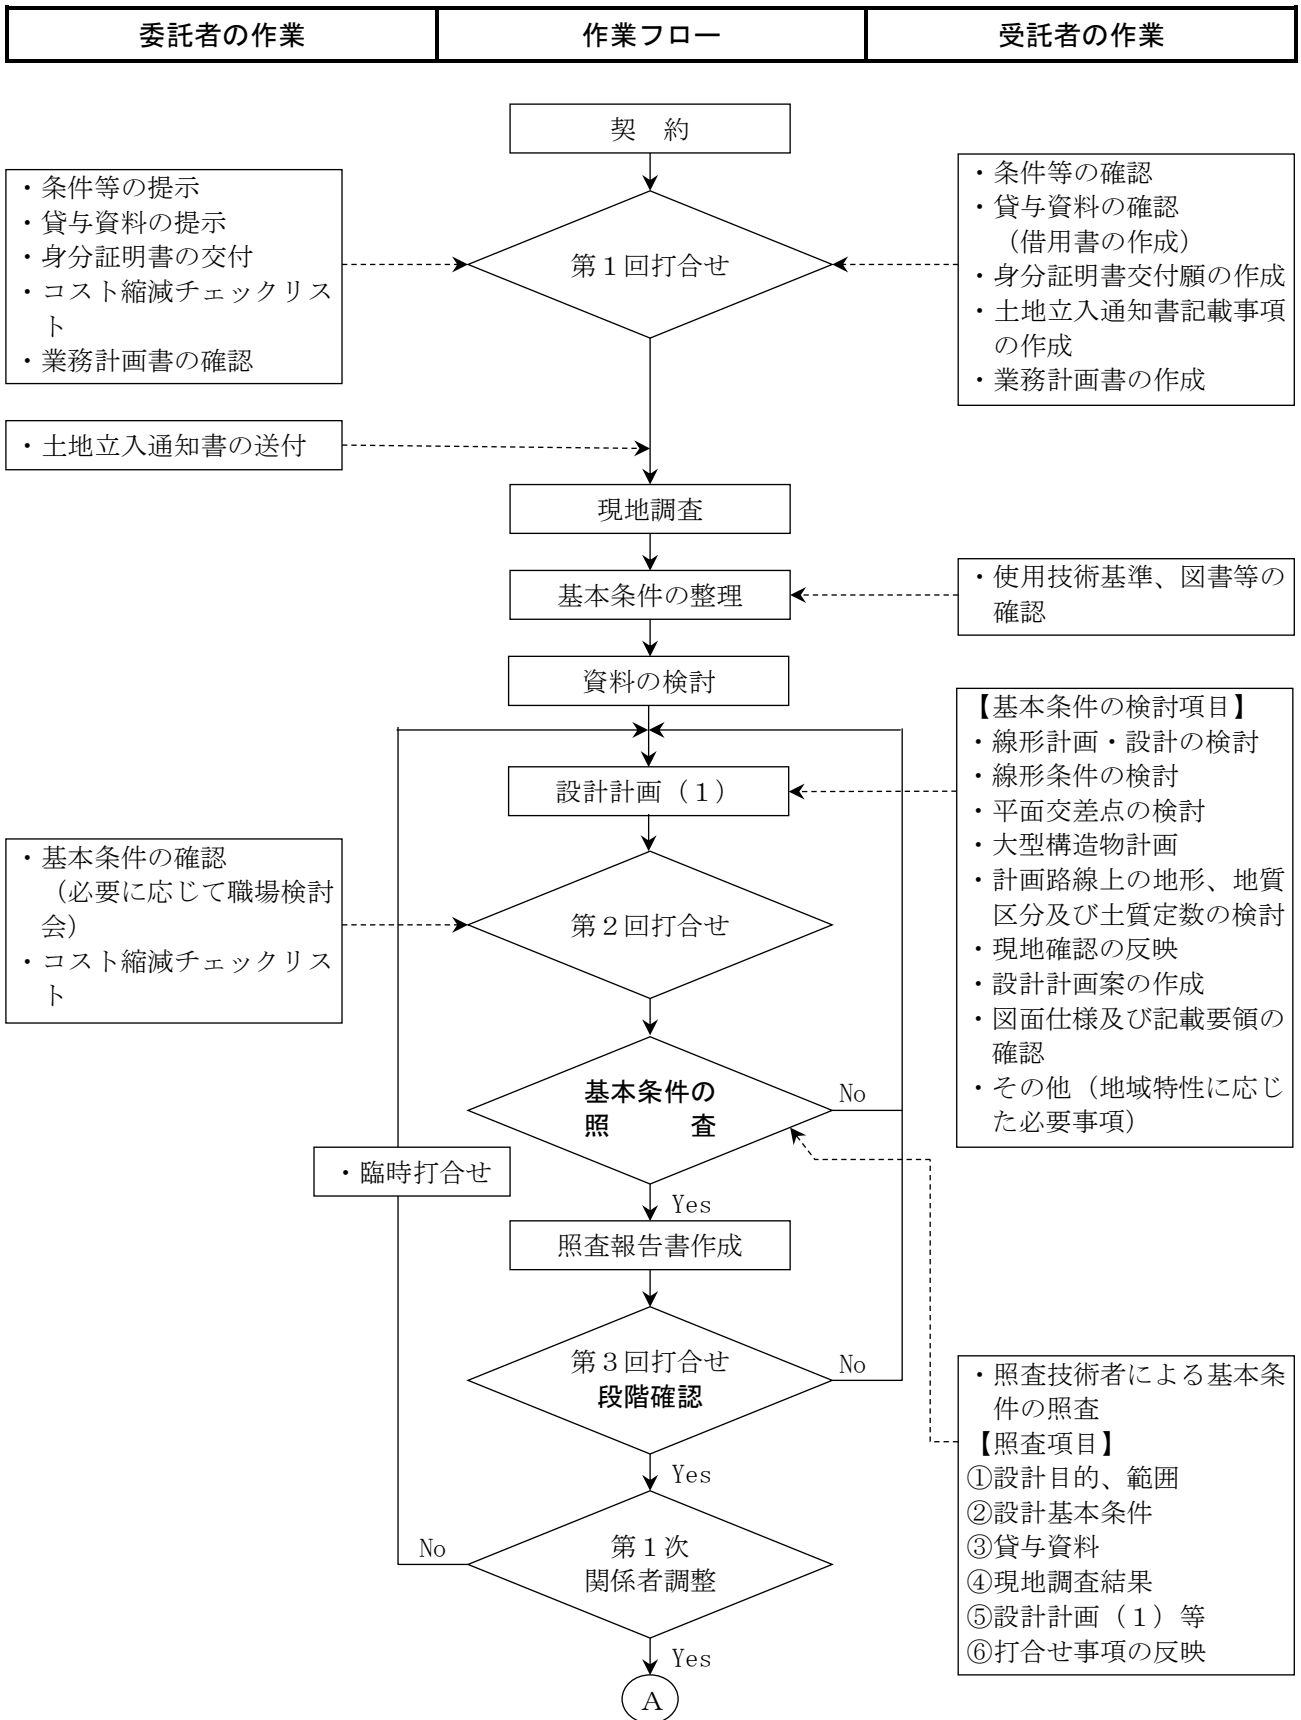 委託者の作業
作業フロー
受託者の作業
契　約
・条件等の提示
・貸与資料の提示
・身分証明書の交付
・コスト縮減チェックリス
ト
・業務計画書の確認
第１回打合せ
・条件等の確認
・貸与資料の確認
（借用書の作成）
・身分証明書交付願の作成
・土地立入通知書記載事項
の作成
・業務計画書の作成
・土地立入通知書の送付
現地調査
基本条件の整理
・使用技術基準、図書等の
確認
資料の検討
設計計画（１）
【基本条件の検討項目】
・線形計画・設計の検討
・線形条件の検討
・平面交差点の検討
・大型構造物計画
・計画路線上の地形、地質
区分及び土質定数の検討
・現地確認の反映
・設計計画案の作成
・図面仕様及び記載要領の
確認
・その他（地域特性に応じ
た必要事項）
・基本条件の確認
（必要に応じて職場検討
会）
・コスト縮減チェックリス
ト
第２回打合せ
基本条件の
照　　査
No
・臨時打合せ
Yes
照査報告書作成
第３回打合せ
段階確認
No
・照査技術者による基本条
件の照査
【照査項目】
①設計目的、範囲
②設計基本条件
③貸与資料
④現地調査結果
⑤設計計画（１）等
⑥打合せ事項の反映
Yes
No
第１次
関係者調整
Yes
A